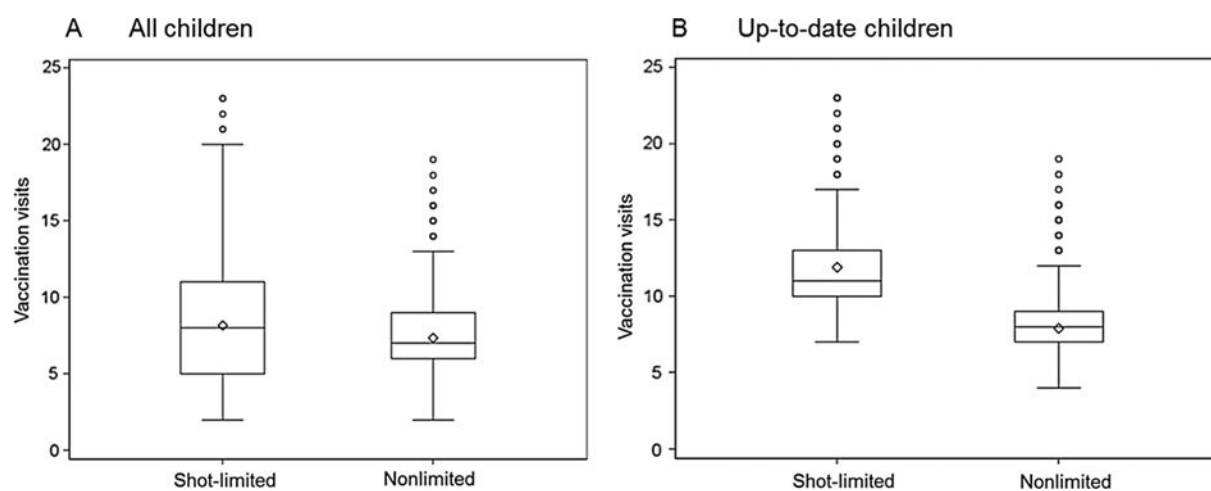 A All children
Vaccination visits
25
20
15
10
5
0
Shot-limited Nonlimited
B Up-to-date children
Vaccination visits
25
20
15
10
5
0
Shot-limited Nonlimited